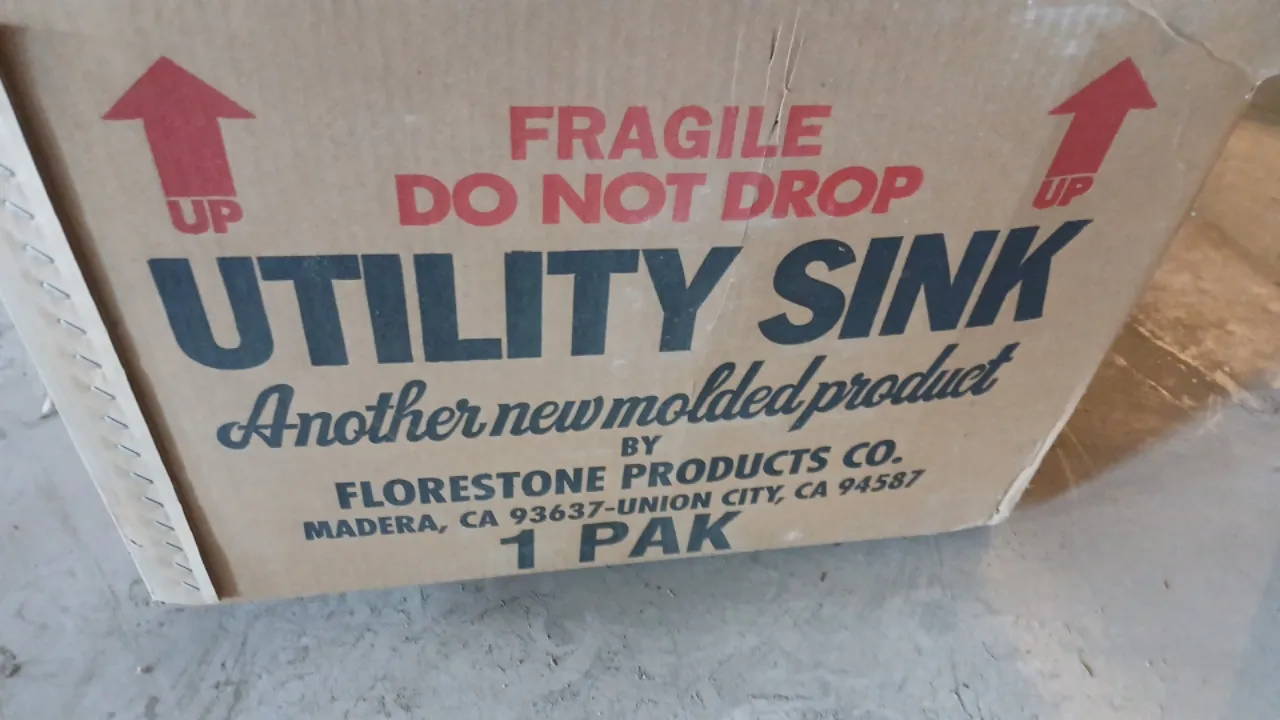 FRAGILE
DO NOT DROP
UP
UP
UTILITY SINK
Another new molded product
BY
FLORESTONE PRODUCTS CO.
MADERA, CA 93637-UNION CITY, CA 94587
1 PAK